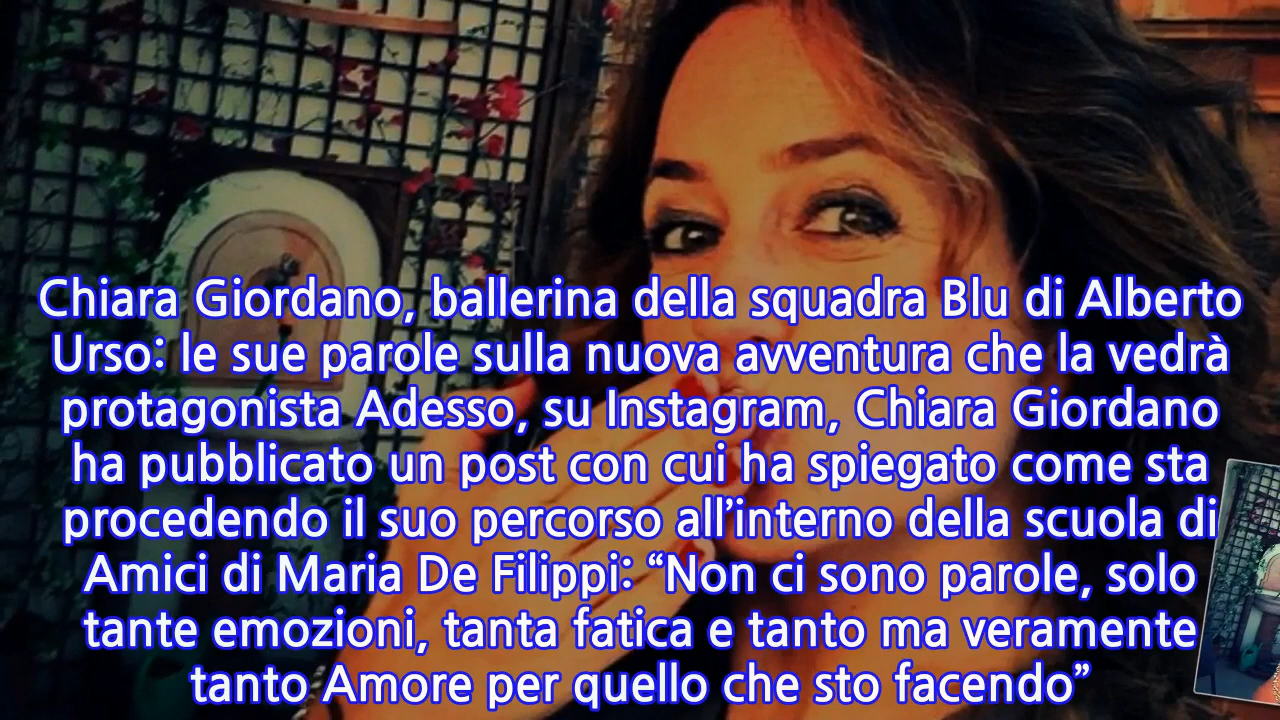 Chiara Giordano, ballerina della squadra Blu di Alberto
Urso: le sue parole sulla nuova avventura che la vedrà
protagonista Adesso, su Instagram, Chiara Giordano
ha pubblicato un post con cui ha spiegato come sta
procedendo il suo percorso all’interno della scuola di
Amici di Maria De Filippi: “Non ci sono parole, solo
tante emozioni, tanta fatica e tanto ma veramente
tanto Amore per quello che sto facendo”